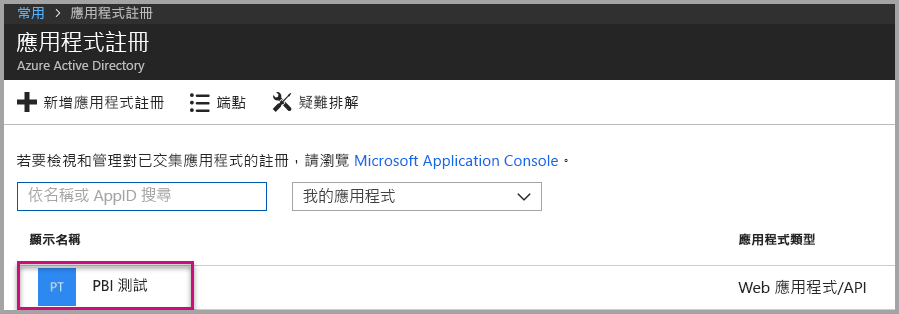 常用 > 應用程式註冊
應用程式註冊
Azure Active Directory
新增應用程式註冊 端點 疑難排解
若要檢視和管理對已交集應用程式的註冊，請瀏覽 Microsoft Application Console。
依名稱或 AppID 搜尋 我的應用程式
顯示名稱 應用程式類型
PT PBI 測試 Web 應用程式/API